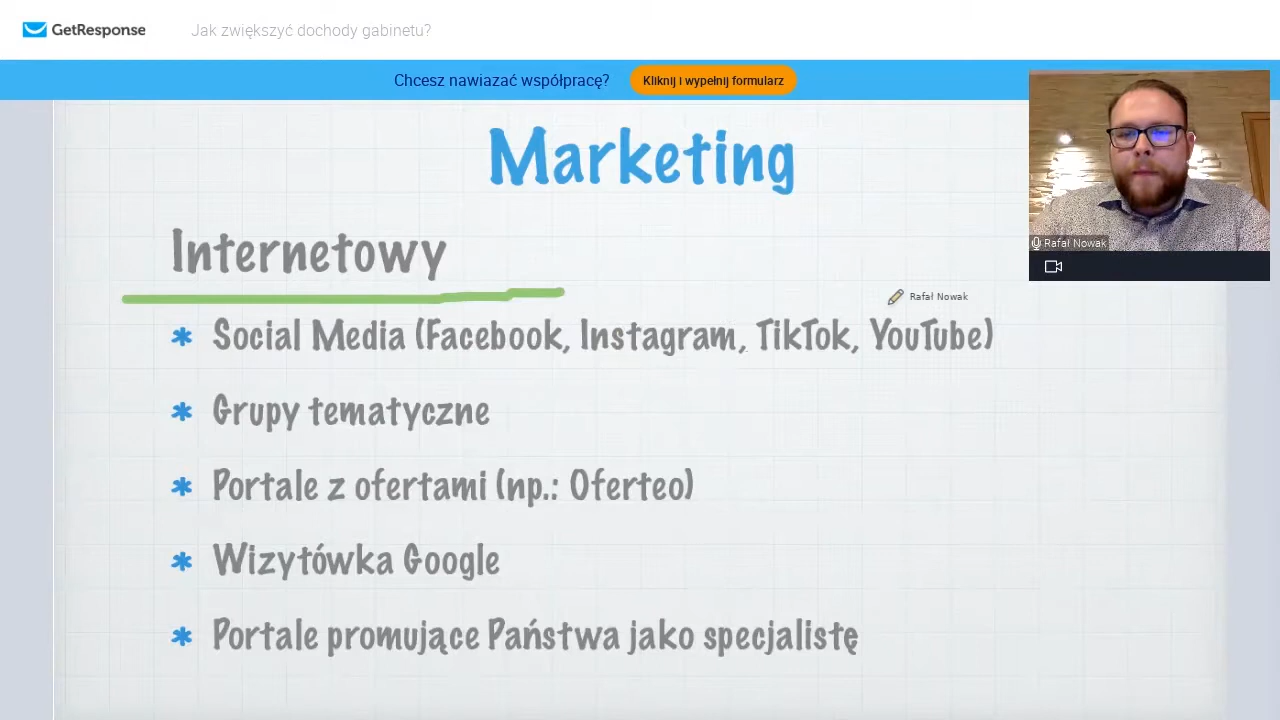 GetResponse
Jak zwiększyć dochody gabinetu?
Chcesz nawiazać współpracę?
Kliknij i wypełnij formularz
Marketing
Rafał Nowak
Internetowy
Rafał Nowak
* Social Media (Facebook, Instagram, TikTok, YouTube)
* Grupy tematyczne
* Portale z ofertami (np.: Oferteo)
* Wizytówka Google
* Portale promujące Państwa jako specjalistę